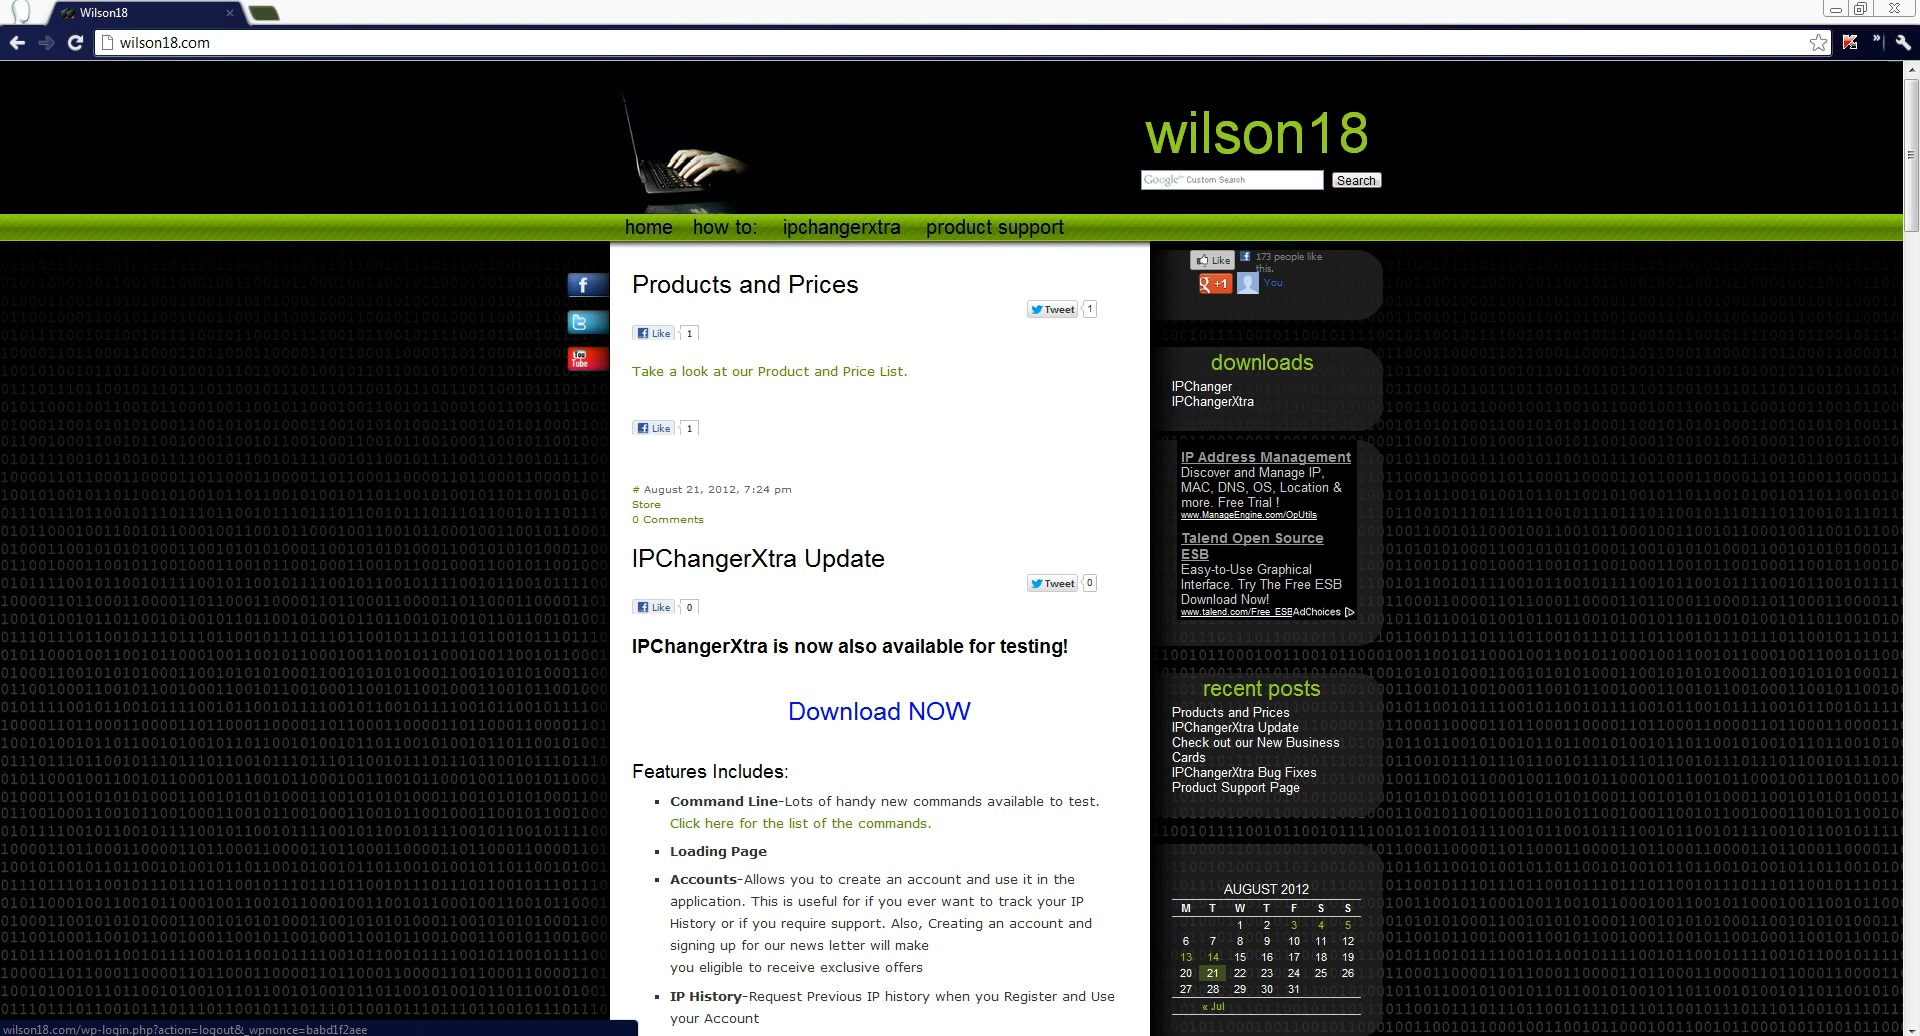 Wilson18
wilson18.com
wilson18
Google™ Custom Search
Search
home how to: ipchangerxtra product support
Products and Prices
Tweet 1
Like 1
Take a look at our Product and Price List.
Like 1
# August 21, 2012, 7:24 pm
Store
0 Comments
IPChangerXtra Update
Tweet 0
Like 0
IPChangerXtra is now also available for testing!
Download NOW
Features Includes:
Command Line-Lots of handy new commands available to test.
Click here for the list of the commands.
Loading Page
Accounts-Allows you to create an account and use it in the
application. This is useful for if you ever want to track your IP
History or if you require support. Also, Creating an account and
signing up for our news letter will make
you eligible to receive exclusive offers
IP History-Request Previous IP history when you Register and Use
your Account
You
Tube
Like 173 people like
this.
g +1 You
downloads
IPChanger
IPChangerXtra
IP Address Management
Discover and Manage IP,
MAC, DNS, OS, Location &
more. Free Trial !
www.ManageEngine.com/OpUtils
Talend Open Source
ESB
Easy-to-Use Graphical
Interface. Try The Free ESB
Download Now!
www.talend.com/Free_ESB AdChoices
recent posts
Products and Prices
IPChangerXtra Update
Check out our New Business
Cards
IPChangerXtra Bug Fixes
Product Support Page
AUGUST 2012
M T W T F S S
1 2 3 4 5
6 7 8 9 10 11 12
13 14 15 16 17 18 19
20 21 22 23 24 25 26
27 28 29 30 31
« Jul
wilson18.com/wp-login.php?action=logout&_wpnonce=babd1f2aee